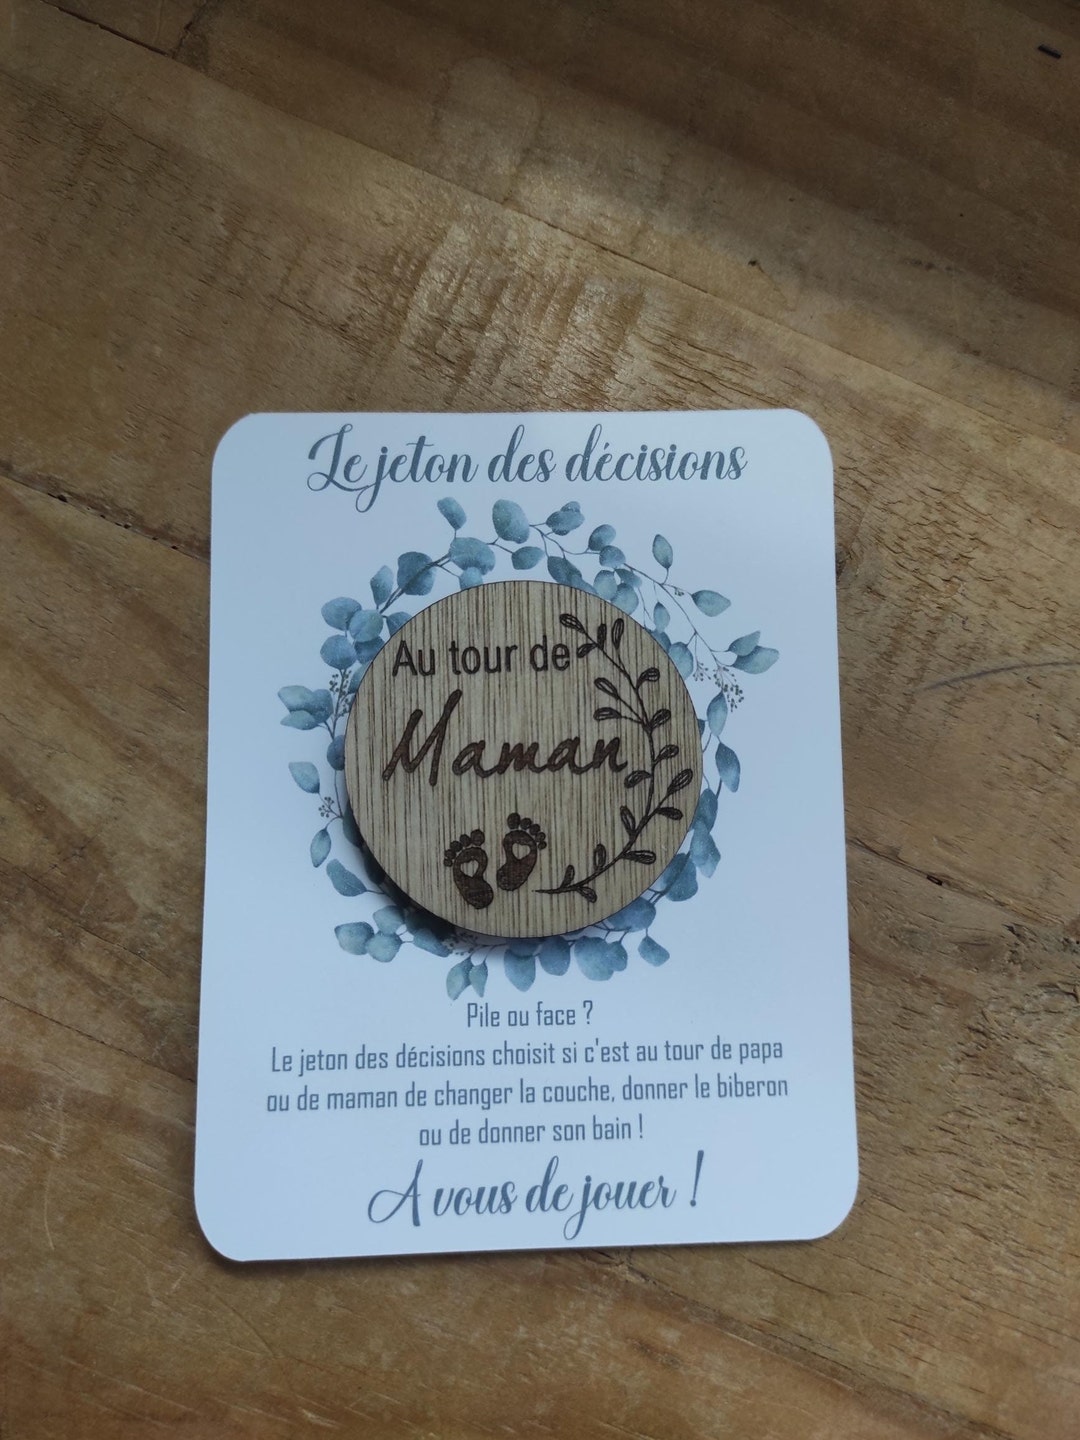 Le jeton des décisions
Au tour de
Maman
Pile ou face ?
Le jeton des décisions choisit si c'est au tour de papa
ou de maman de changer la couche, donner le biberon
ou de donner son bain !
A vous de jouer !